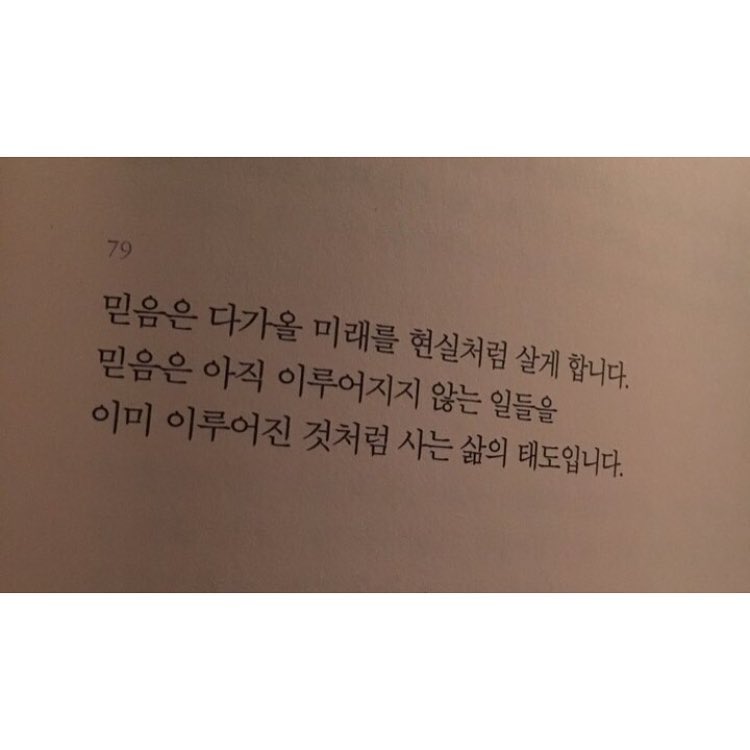 79
믿음은 다가올 미래를 현실처럼 살게 합니다.
믿음은 아직 이루어지지 않는 일들을
이미 이루어진 것처럼 사는 삶의 태도입니다.